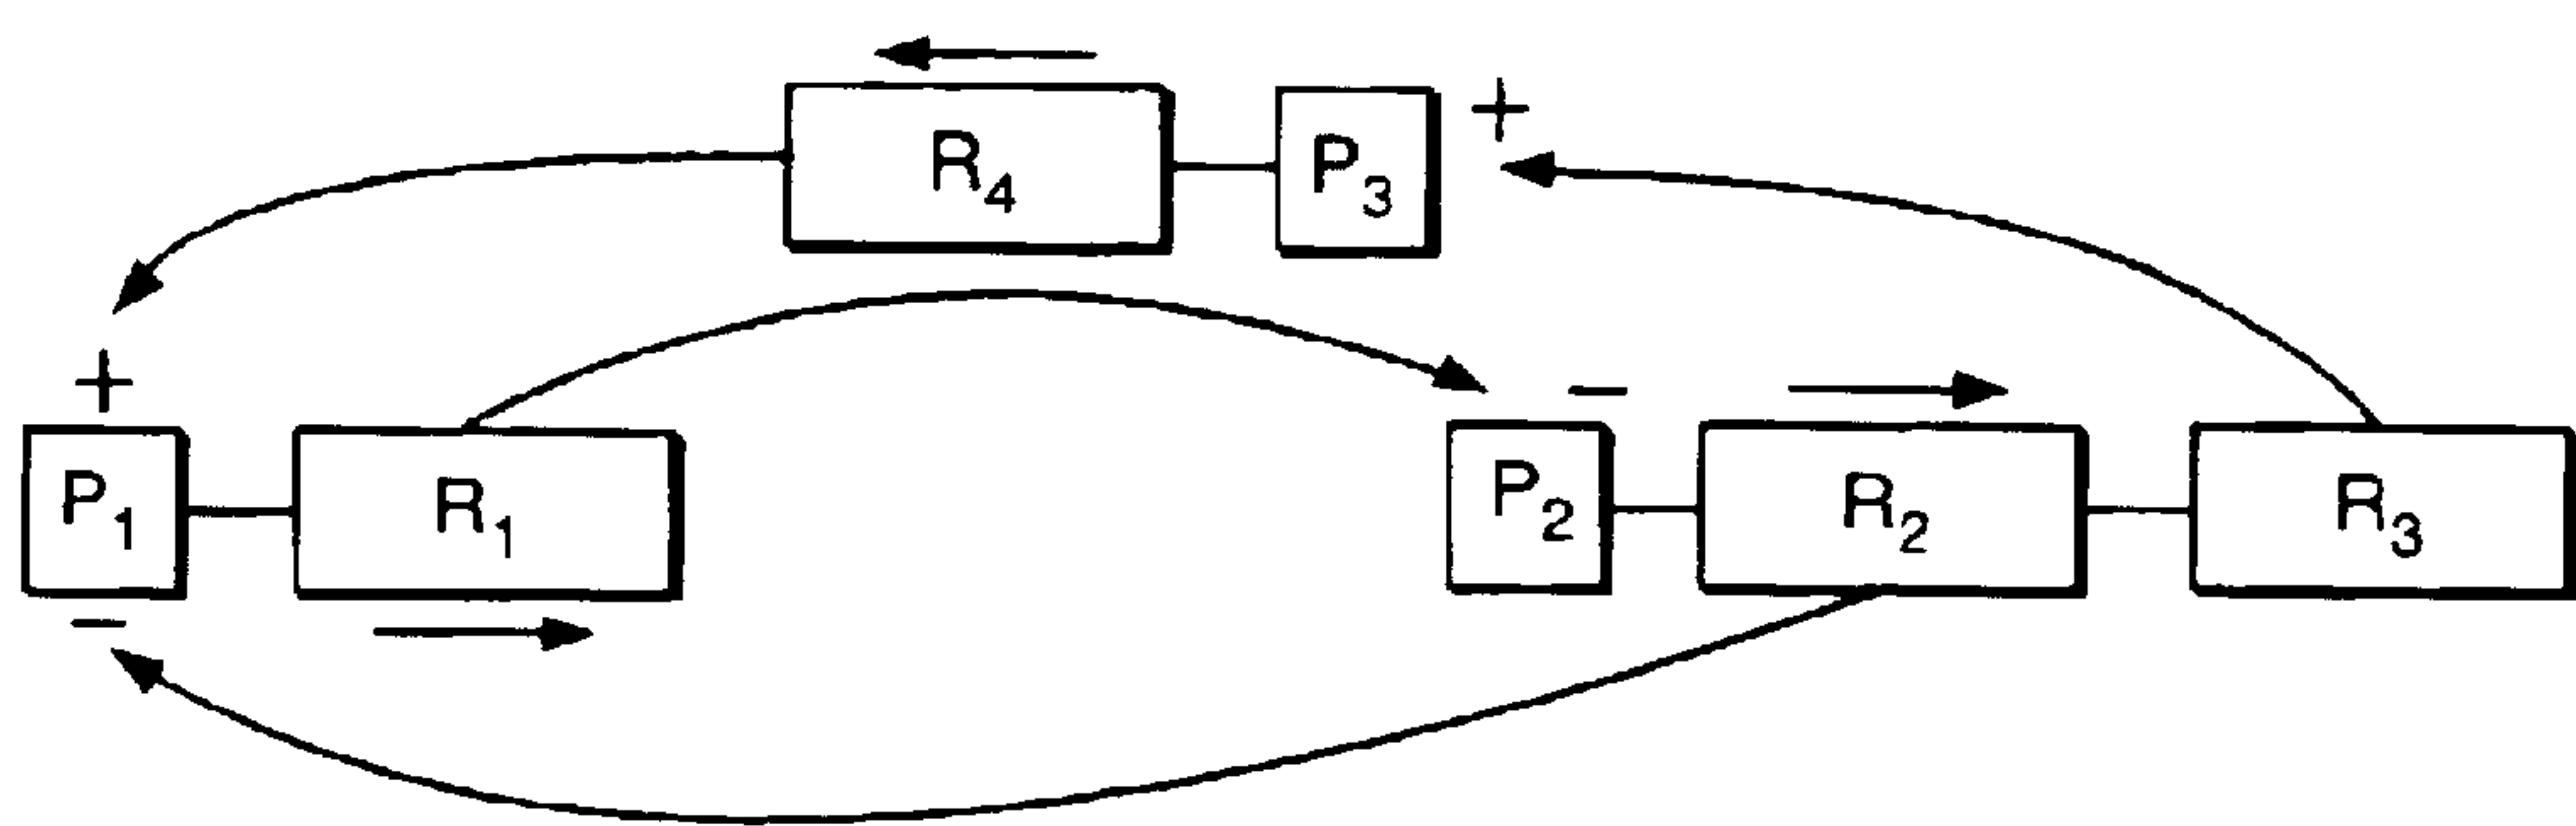 R4 P3 +
+
P1 R1 P2 − R2 R3
−